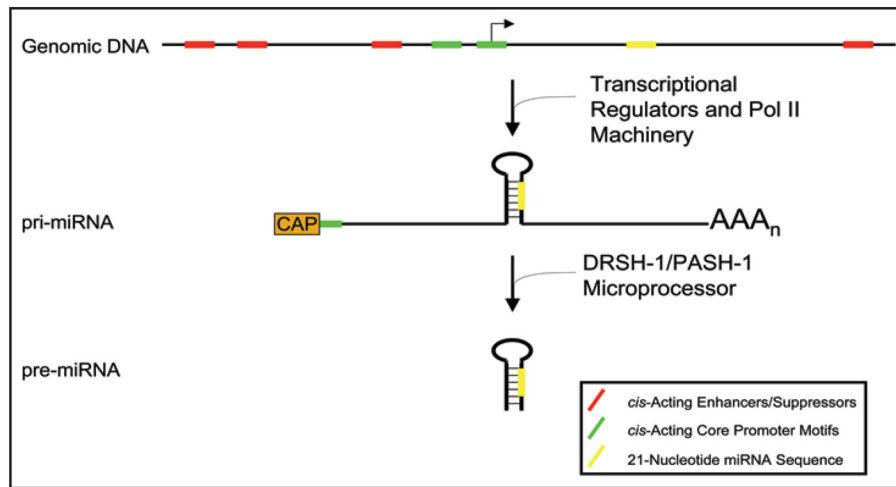 Genomic DNA
Transcriptional
Regulators and Pol II
Machinery
pri-miRNA
CAP
AAAn
DRSH-1/PASH-1
Microprocessor
pre-miRNA
cis-Acting Enhancers/Suppressors
cis-Acting Core Promoter Motifs
21-Nucleotide miRNA Sequence